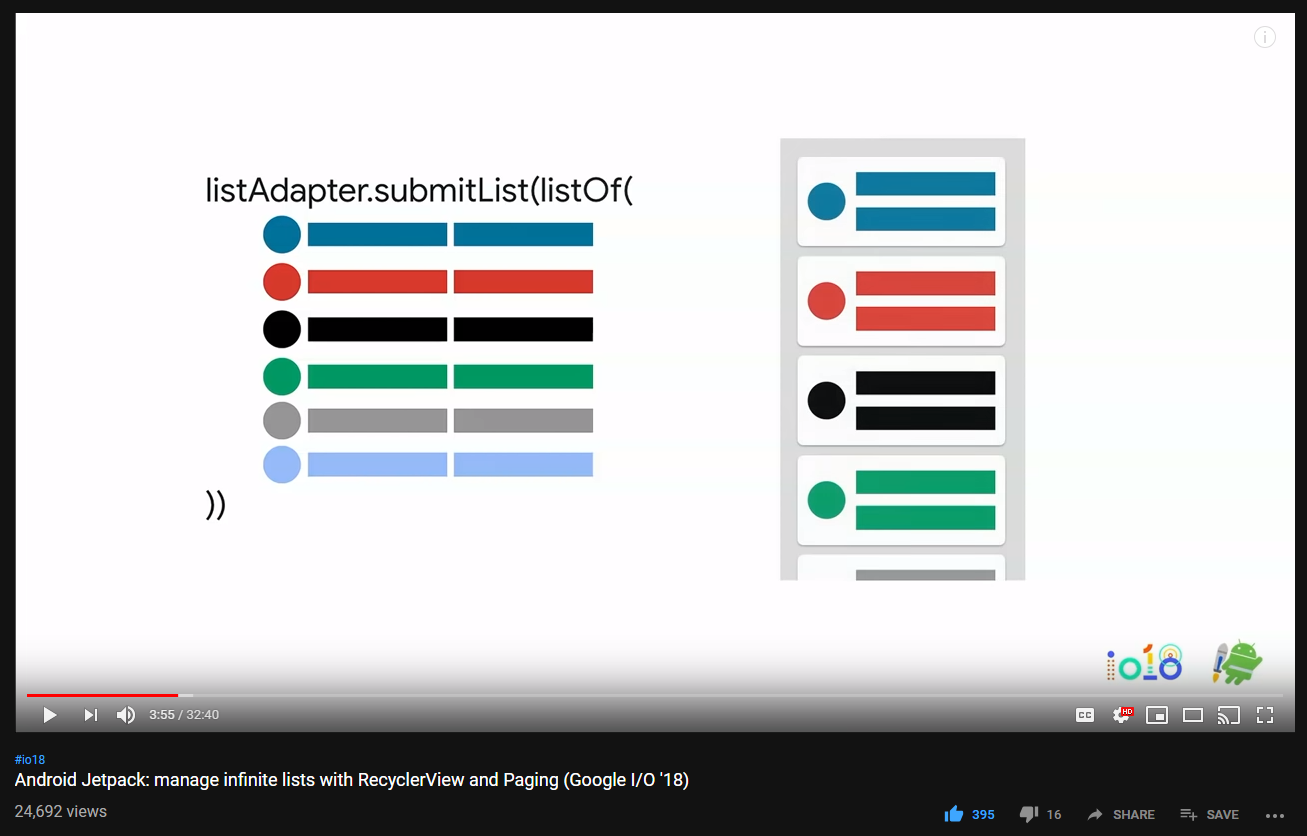 listAdapter.submitList(listOf(
))
io18
3:55 / 32:40
CC
HD
#io18
Android Jetpack: manage infinite lists with RecyclerView and Paging (Google I/O '18)
24,692 views
395
16
SHARE
SAVE